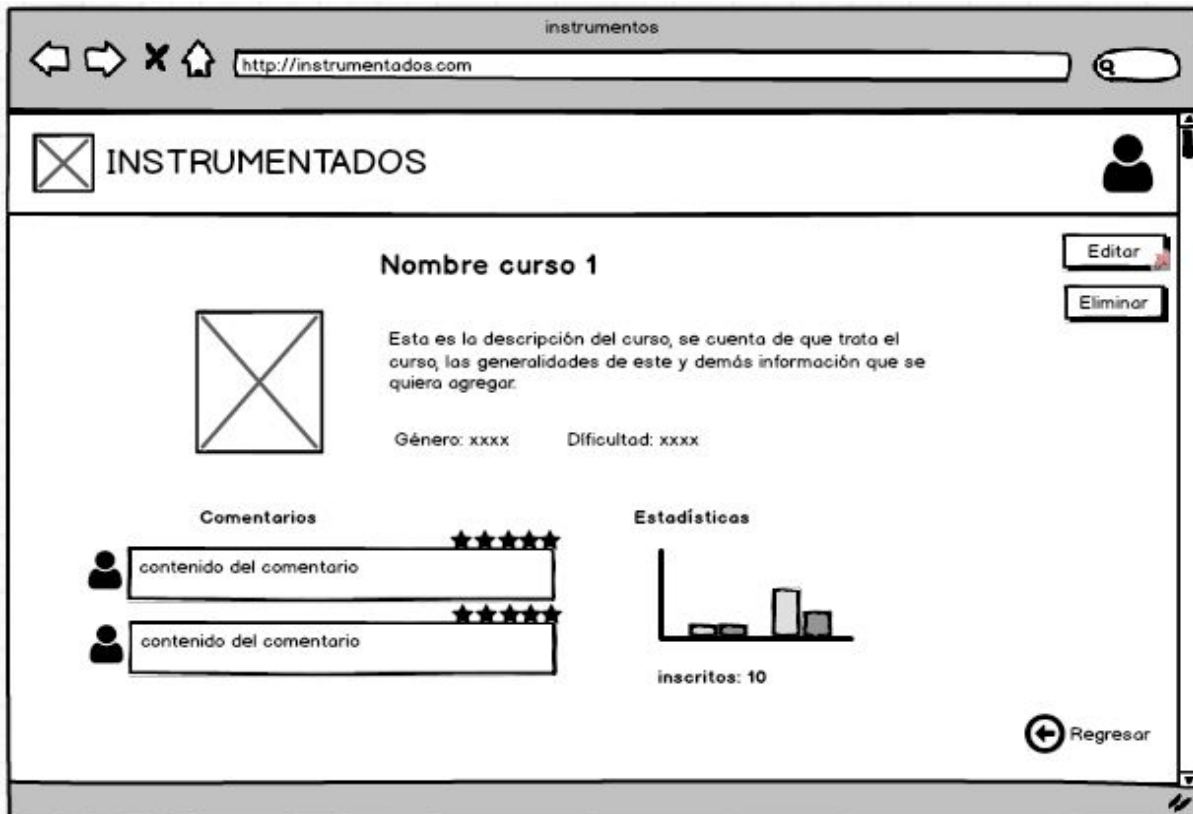 instrumentos
http://instrumentados.com
INSTRUMENTADOS
Editar
Nombre curso 1
Eliminar
Esta es la descripción del curso, se cuenta de que trata el
curso, las generalidades de este y demás información que se
quiera agregar.
Género: xxxx Dificultad: xxxx
Comentarios
contenido del comentario
contenido del comentario
Estadísticas
inscritos: 10
Regresar